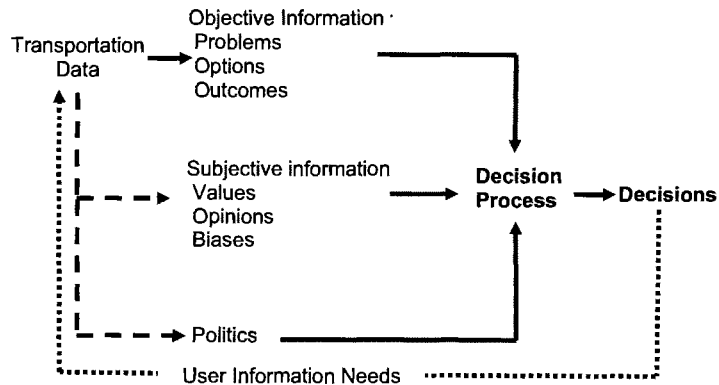 Transportation
Data
Objective Information
Problems
Options
Outcomes
Subjective information
Values
Opinions
Biases
Decision
Process
Decisions
Politics
User Information Needs